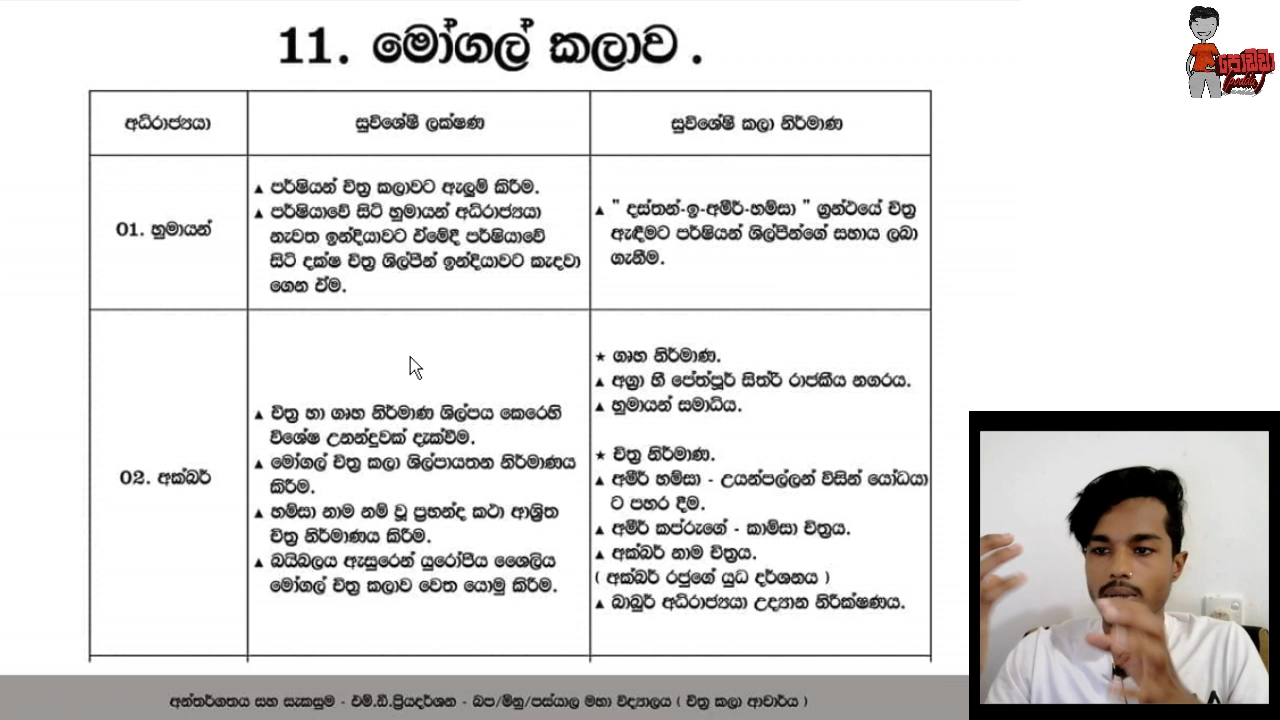 11. මෝගල් කලාව .
පොඩ්ඩා
අධිරාජ්‍යයා
සුවිශේෂී ලක්ෂණ
සුවිශේෂී කලා නිර්මාණ
01. හුමායන්
▲ පර්ෂියන් චිත්‍ර කලාවට ඇලුම් කිරීම.
▲ පර්ෂියාවේ සිටි හුමායන් අධිරාජ්‍යයා
නැවත ඉන්දියාවට ඒමේදී පර්ෂියාවේ
සිටි දක්ෂ චිත්‍ර ශිල්පීන් ඉන්දියාවට කැඳවා
ගෙන ඒම.
▲ " දස්තන්-ඉ-අමීර්-හම්සා " ග්‍රන්ථයේ චිත්‍ර
ඇඳීමට පර්ෂියන් ශිල්පීන්ගේ සහාය ලබා
ගැනීම.
02. අක්බර්
▲ චිත්‍ර හා ගෘහ නිර්මාණ ශිල්පය කෙරෙහි
විශේෂ උනන්දුවක් දැක්වීම.
▲ මෝගල් චිත්‍ර කලා ශිල්පායතන නිර්මාණය
කිරීම.
▲ හම්සා නාම නම් වූ ප්‍රභන්ද කථා ආශ්‍රිත
චිත්‍ර නිර්මාණය කිරීම.
▲ බයිබලය ඇසුරෙන් යුරෝපීය ශෛලිය
මෝගල් චිත්‍ර කලාව වෙත යොමු කිරීම.
★ ගෘහ නිර්මාණ.
▲ අග්‍රා හී ෆතේපූර් සිත්රි රාජකීය නගරය.
▲ හුමායන් සමාධිය.
★ චිත්‍ර නිර්මාණ.
▲ අමීර් හම්සා - උයන්පල්ලන් විසින් යෝධයා
ට පහර දීම.
▲ අමීර් කප්රුගේ - කාම්සා චිත්‍රය.
▲ අක්බර් නාම චිත්‍රය.
( අක්බර් රජුගේ යුධ දර්ශනය )
▲ බාබුර් අධිරාජ්‍යයා උද්‍යාන නිරීක්ෂණය.
අන්තර්ගතය සහ සැකසුම - එම්.ඩී.ප්‍රියදර්ශන - බප/මිනු/පස්යාල මහා විද්‍යාලය ( චිත්‍ර කලා ආචාර්ය )